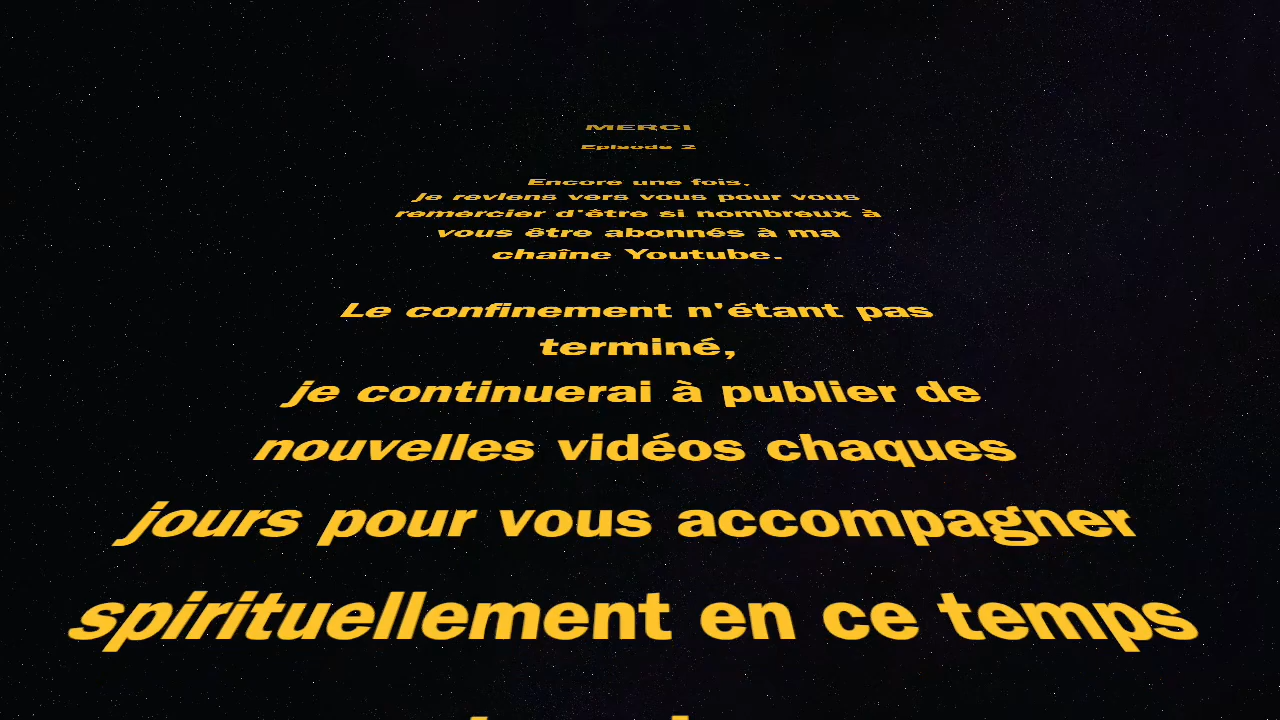 MERCI
Episode 2
Encore une fois,
je reviens vers vous pour vous
remercier d'être si nombreux à
vous être abonnés à ma
chaîne Youtube.
Le confinement n'étant pas
terminé,
je continuerai à publier de
nouvelles vidéos chaques
jours pour vous accompagner
spirituellement en ce temps